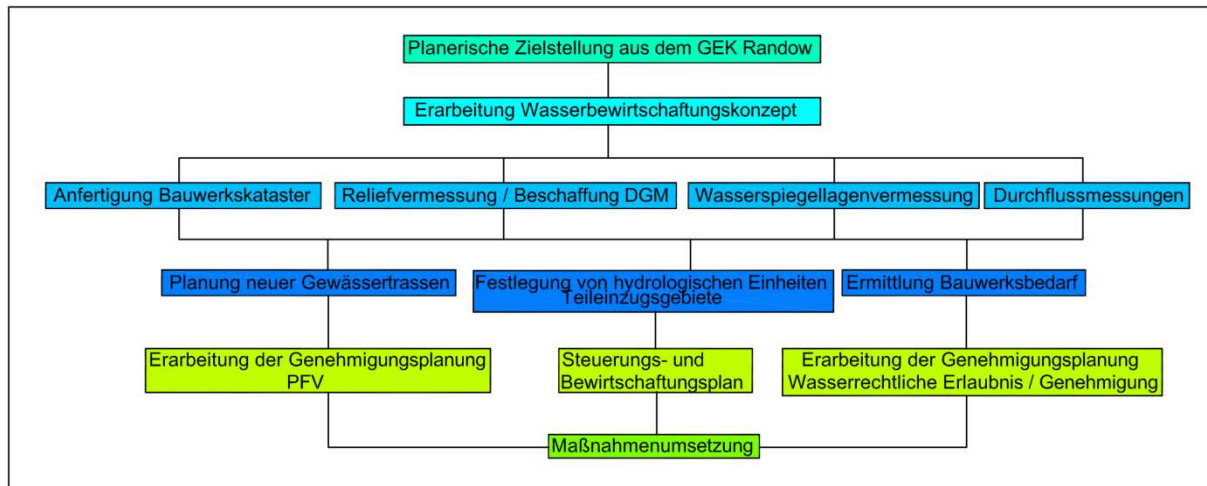 Planerische Zielstellung aus dem GEK Randow
Erarbeitung Wasserbewirtschaftungskonzept
Anfertigung Bauwerkskataster
Reliefvermessung / Beschaffung DGM
Wasserspiegellagenvermessung
Durchflussmessungen
Planung neuer Gewässertrassen
Festlegung von hydrologischen Einheiten
Teileinzugsgebiete
Ermittlung Bauwerksbedarf
Erarbeitung der Genehmigungsplanung
PFV
Steuerungs- und
Bewirtschaftungsplan
Erarbeitung der Genehmigungsplanung
Wasserrechtliche Erlaubnis / Genehmigung
Maßnahmenumsetzung